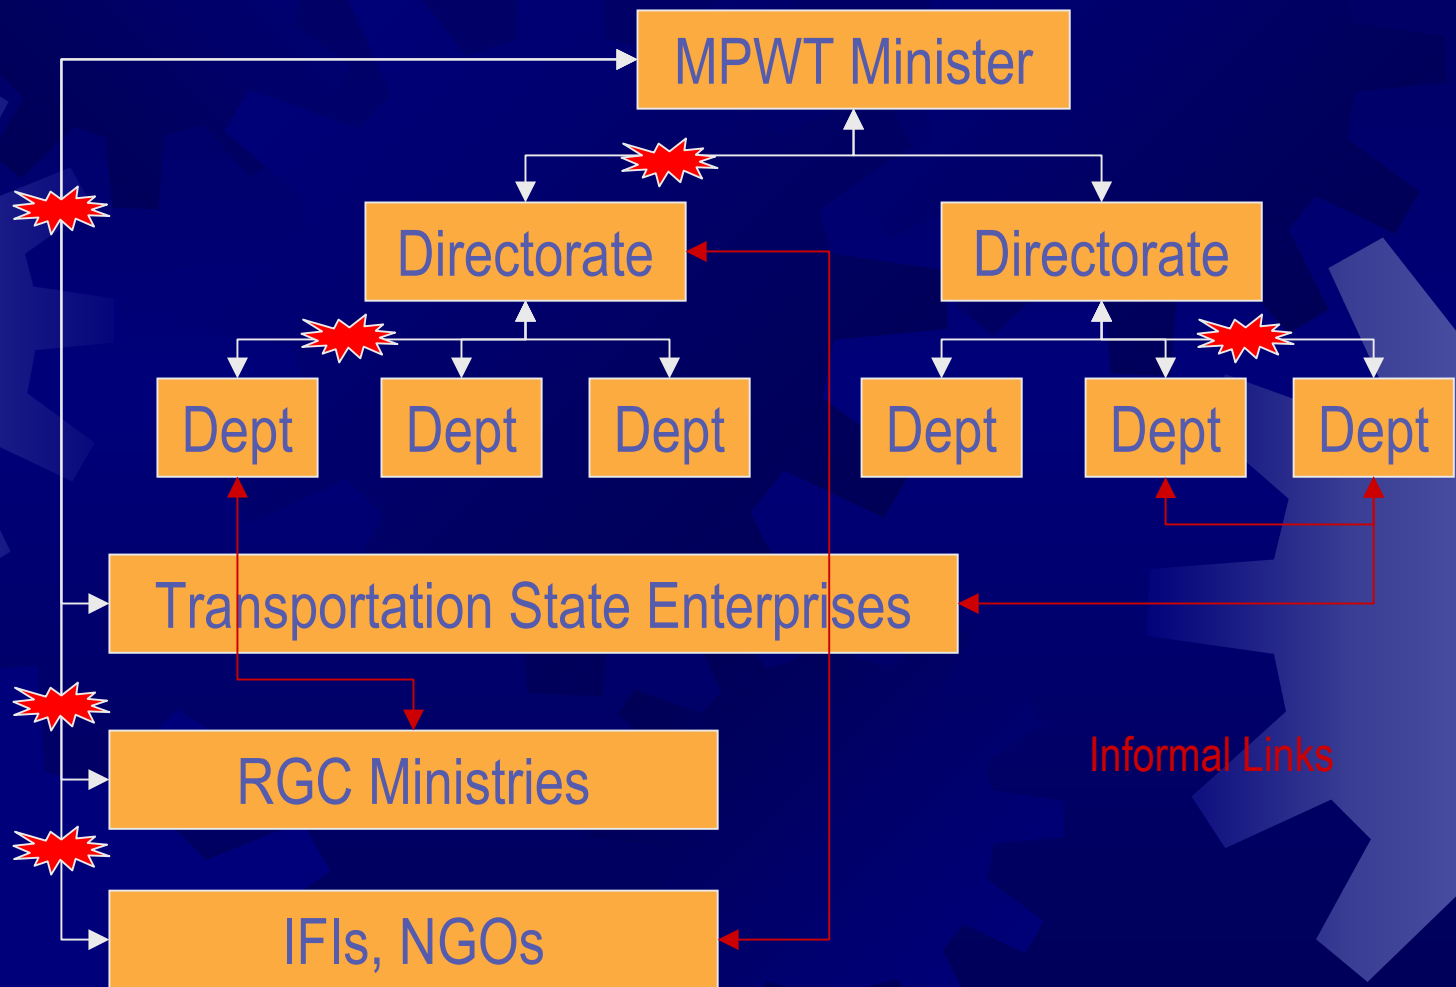 MPWT Minister
Directorate
Directorate
Dept
Dept
Dept
Dept
Dept
Dept
Transportation State Enterprises
RGC Ministries
Informal Links
IFIs, NGOs